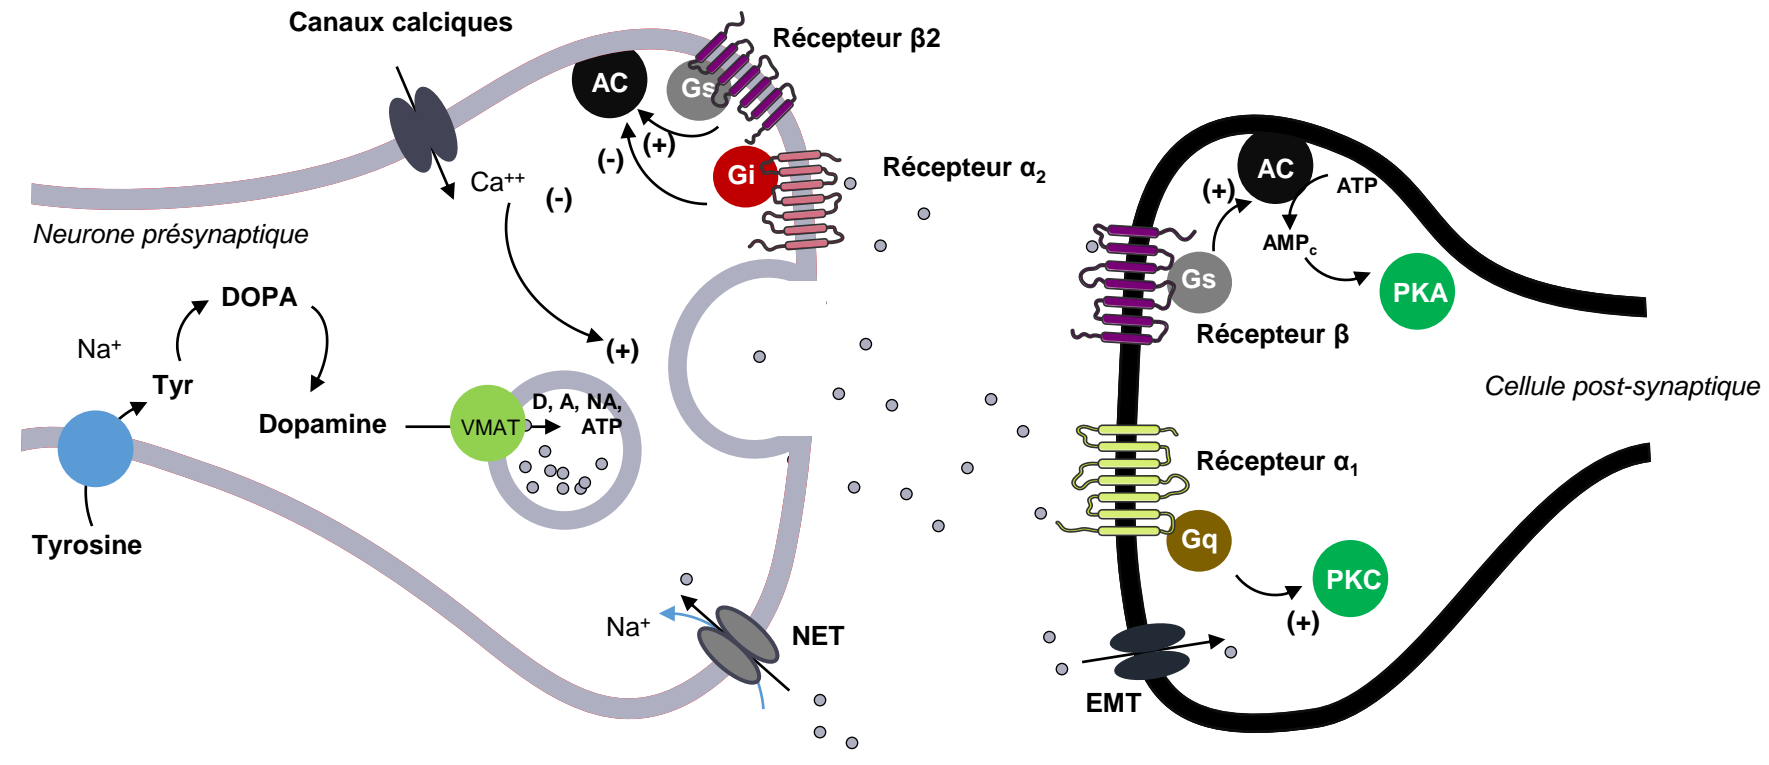 Canaux calciques
Récepteur β2
AC
Gs
(+)
(-)
Gi
Récepteur α₂
Ca⁺⁺
(-)
Neurone présynaptique
DOPA
Na⁺
Tyr
(+)
Dopamine
VMAT
D, A, NA,
ATP
Tyrosine
Na⁺
NET
AC
ATP
(+)
AMPc
Gs
PKA
Récepteur β
Cellule post-synaptique
Récepteur α₁
Gq
PKC
(+)
EMT